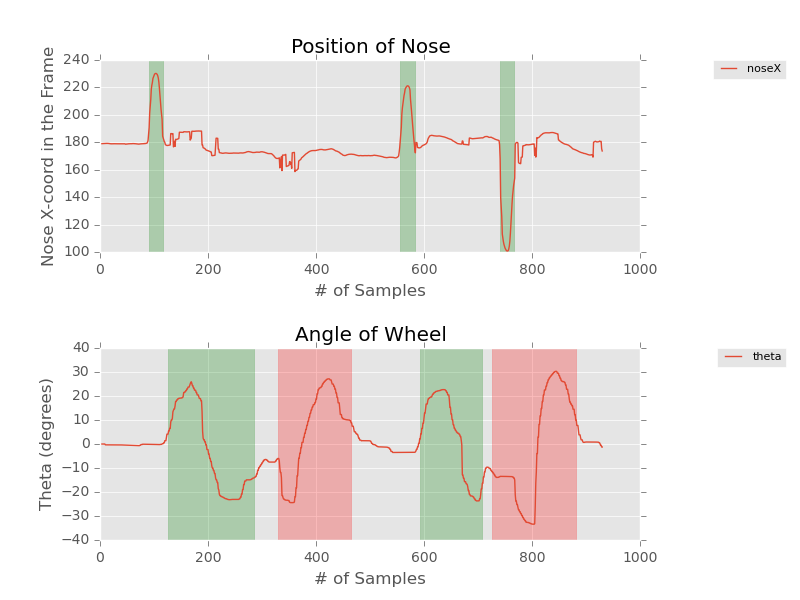 Position of Nose
Nose X-coord in the Frame
240
220
200
180
160
140
120
100
0 200 400 600 800 1000
# of Samples
noseX
Angle of Wheel
Theta (degrees)
40
30
20
10
0
−10
−20
−30
−40
0 200 400 600 800 1000
# of Samples
theta